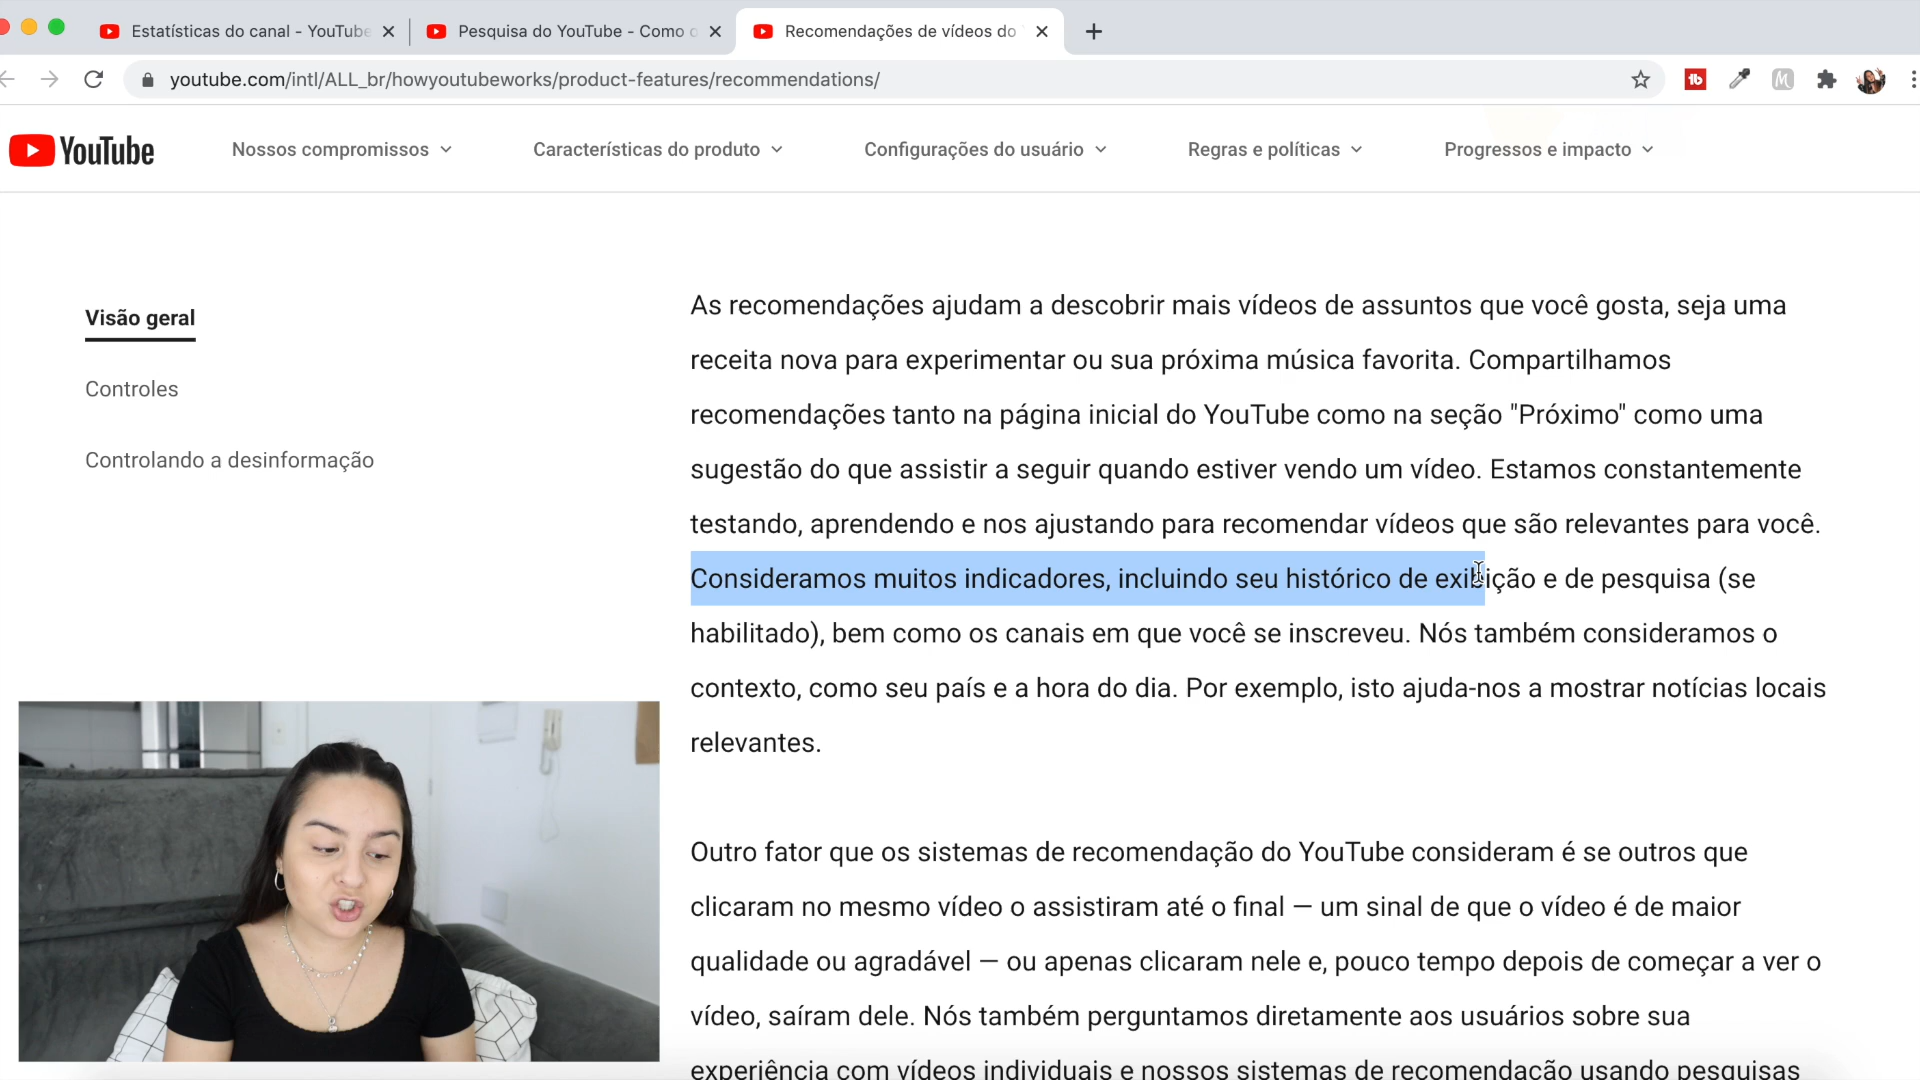 Estatísticas do canal - YouTube
Pesquisa do YouTube - Como
Recomendações de vídeos do
youtube.com/intl/ALL_br/howyoutubeworks/product-features/recommendations/
YouTube
Nossos compromissos
Características do produto
Configurações do usuário
Regras e políticas
Progressos e impacto
Visão geral
Controles
Controlando a desinformação
As recomendações ajudam a descobrir mais vídeos de assuntos que você gosta, seja uma
receita nova para experimentar ou sua próxima música favorita. Compartilhamos
recomendações tanto na página inicial do YouTube como na seção "Próximo" como uma
sugestão do que assistir a seguir quando estiver vendo um vídeo. Estamos constantemente
testando, aprendendo e nos ajustando para recomendar vídeos que são relevantes para você.
Consideramos muitos indicadores, incluindo seu histórico de exibição e de pesquisa (se
habilitado), bem como os canais em que você se inscreveu. Nós também consideramos o
contexto, como seu país e a hora do dia. Por exemplo, isto ajuda-nos a mostrar notícias locais
relevantes.
Outro fator que os sistemas de recomendação do YouTube consideram é se outros que
clicaram no mesmo vídeo o assistiram até o final — um sinal de que o vídeo é de maior
qualidade ou agradável — ou apenas clicaram nele e, pouco tempo depois de começar a ver o
vídeo, saíram dele. Nós também perguntamos diretamente aos usuários sobre sua
experiência com vídeos individuais e nossos sistemas de recomendação usando pesquisas